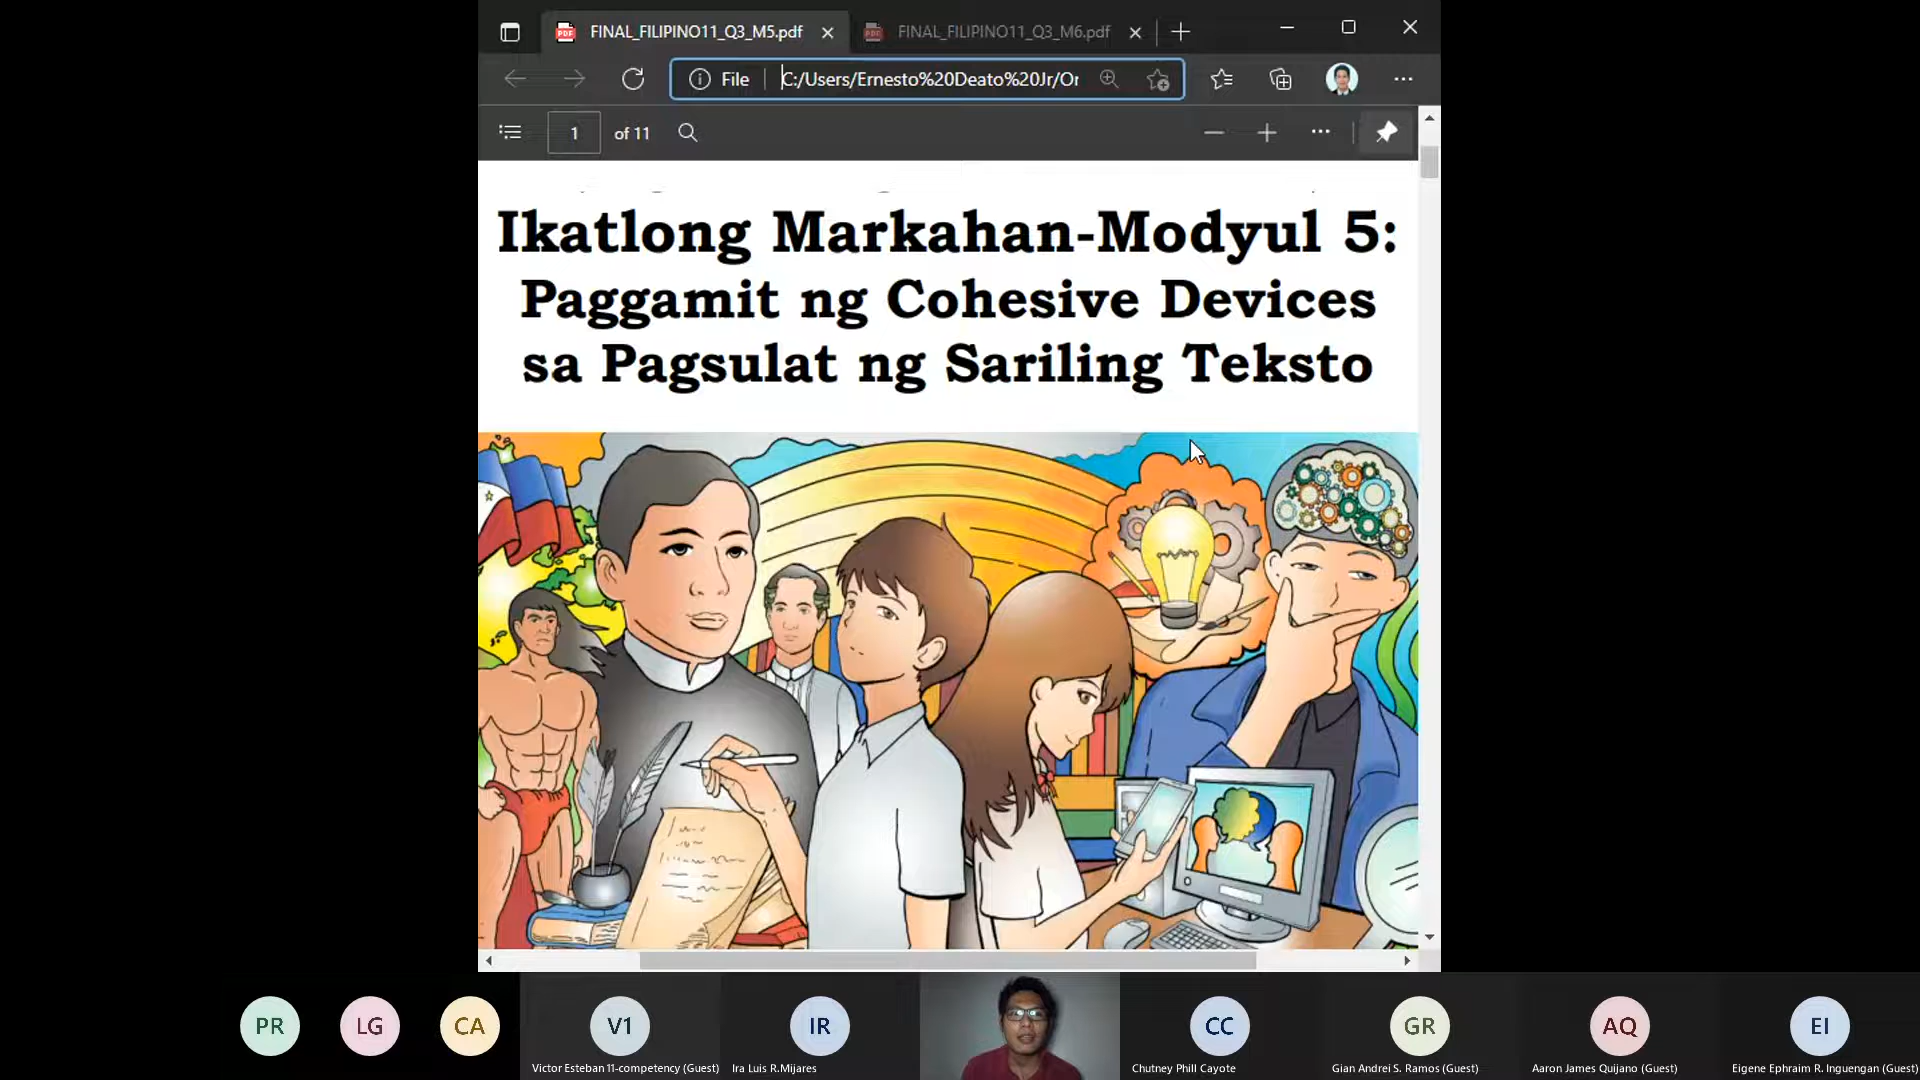 FINAL_FILIPINO11_Q3_M5.pdf
FINAL_FILIPINO11_Q3_M6.pdf
File
C:/Users/Ernesto%20Deato%20Jr/Or
1 of 11
Ikatlong Markahan-Modyul 5:
Paggamit ng Cohesive Devices
sa Pagsulat ng Sariling Teksto
PR LG CA V1 IR CC GR AQ EI
Victor Esteban 11-competency (Guest) Ira Luis R.Mijares Chutney Phill Cayote Gian Andrei S. Ramos (Guest) Aaron James Quijano (Guest) Eigene Ephraim R. Inguengan (Guest)